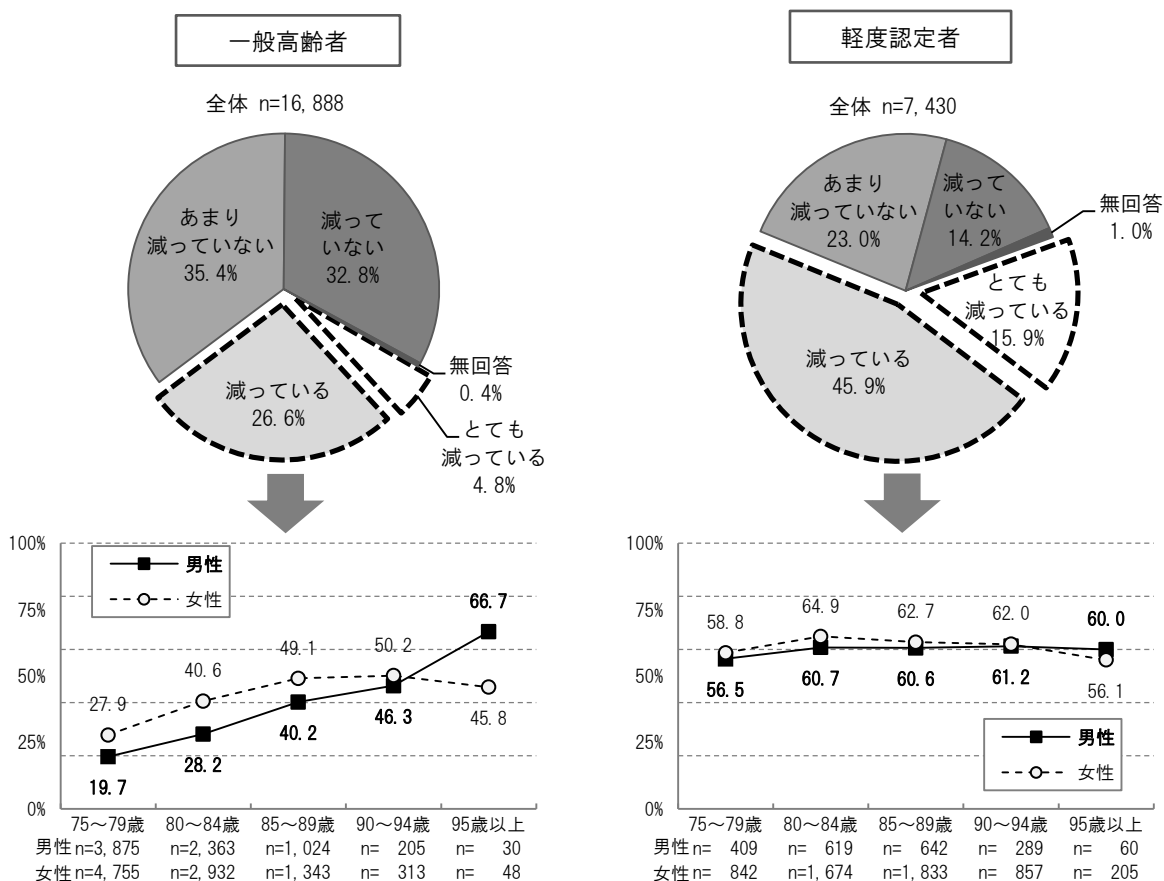 一般高齢者
全体 n=16,888
減って
いない
32.8%
無回答
0.4%
とても
減っている
4.8%
減っている
26.6%
あまり
減っていない
35.4%
100%
75%
50%
25%
0%
男性
女性
27.9
40.6
49.1
50.2
45.8
19.7
28.2
40.2
46.3
66.7
75～79歳 80～84歳 85～89歳 90～94歳 95歳以上
男性 n=3,875 n=2,363 n=1,024 n= 205 n= 30
女性 n=4,755 n=2,932 n=1,343 n= 313 n= 48
軽度認定者
全体 n=7,430
減って
いない
14.2%
無回答
1.0%
とても
減っている
15.9%
減っている
45.9%
あまり
減っていない
23.0%
100%
75%
50%
25%
0%
58.8
64.9
62.7
62.0
56.1
56.5
60.7
60.6
61.2
60.0
男性
女性
75～79歳 80～84歳 85～89歳 90～94歳 95歳以上
男性 n= 409 n= 619 n= 642 n= 289 n= 60
女性 n= 842 n=1,674 n=1,833 n= 857 n= 205